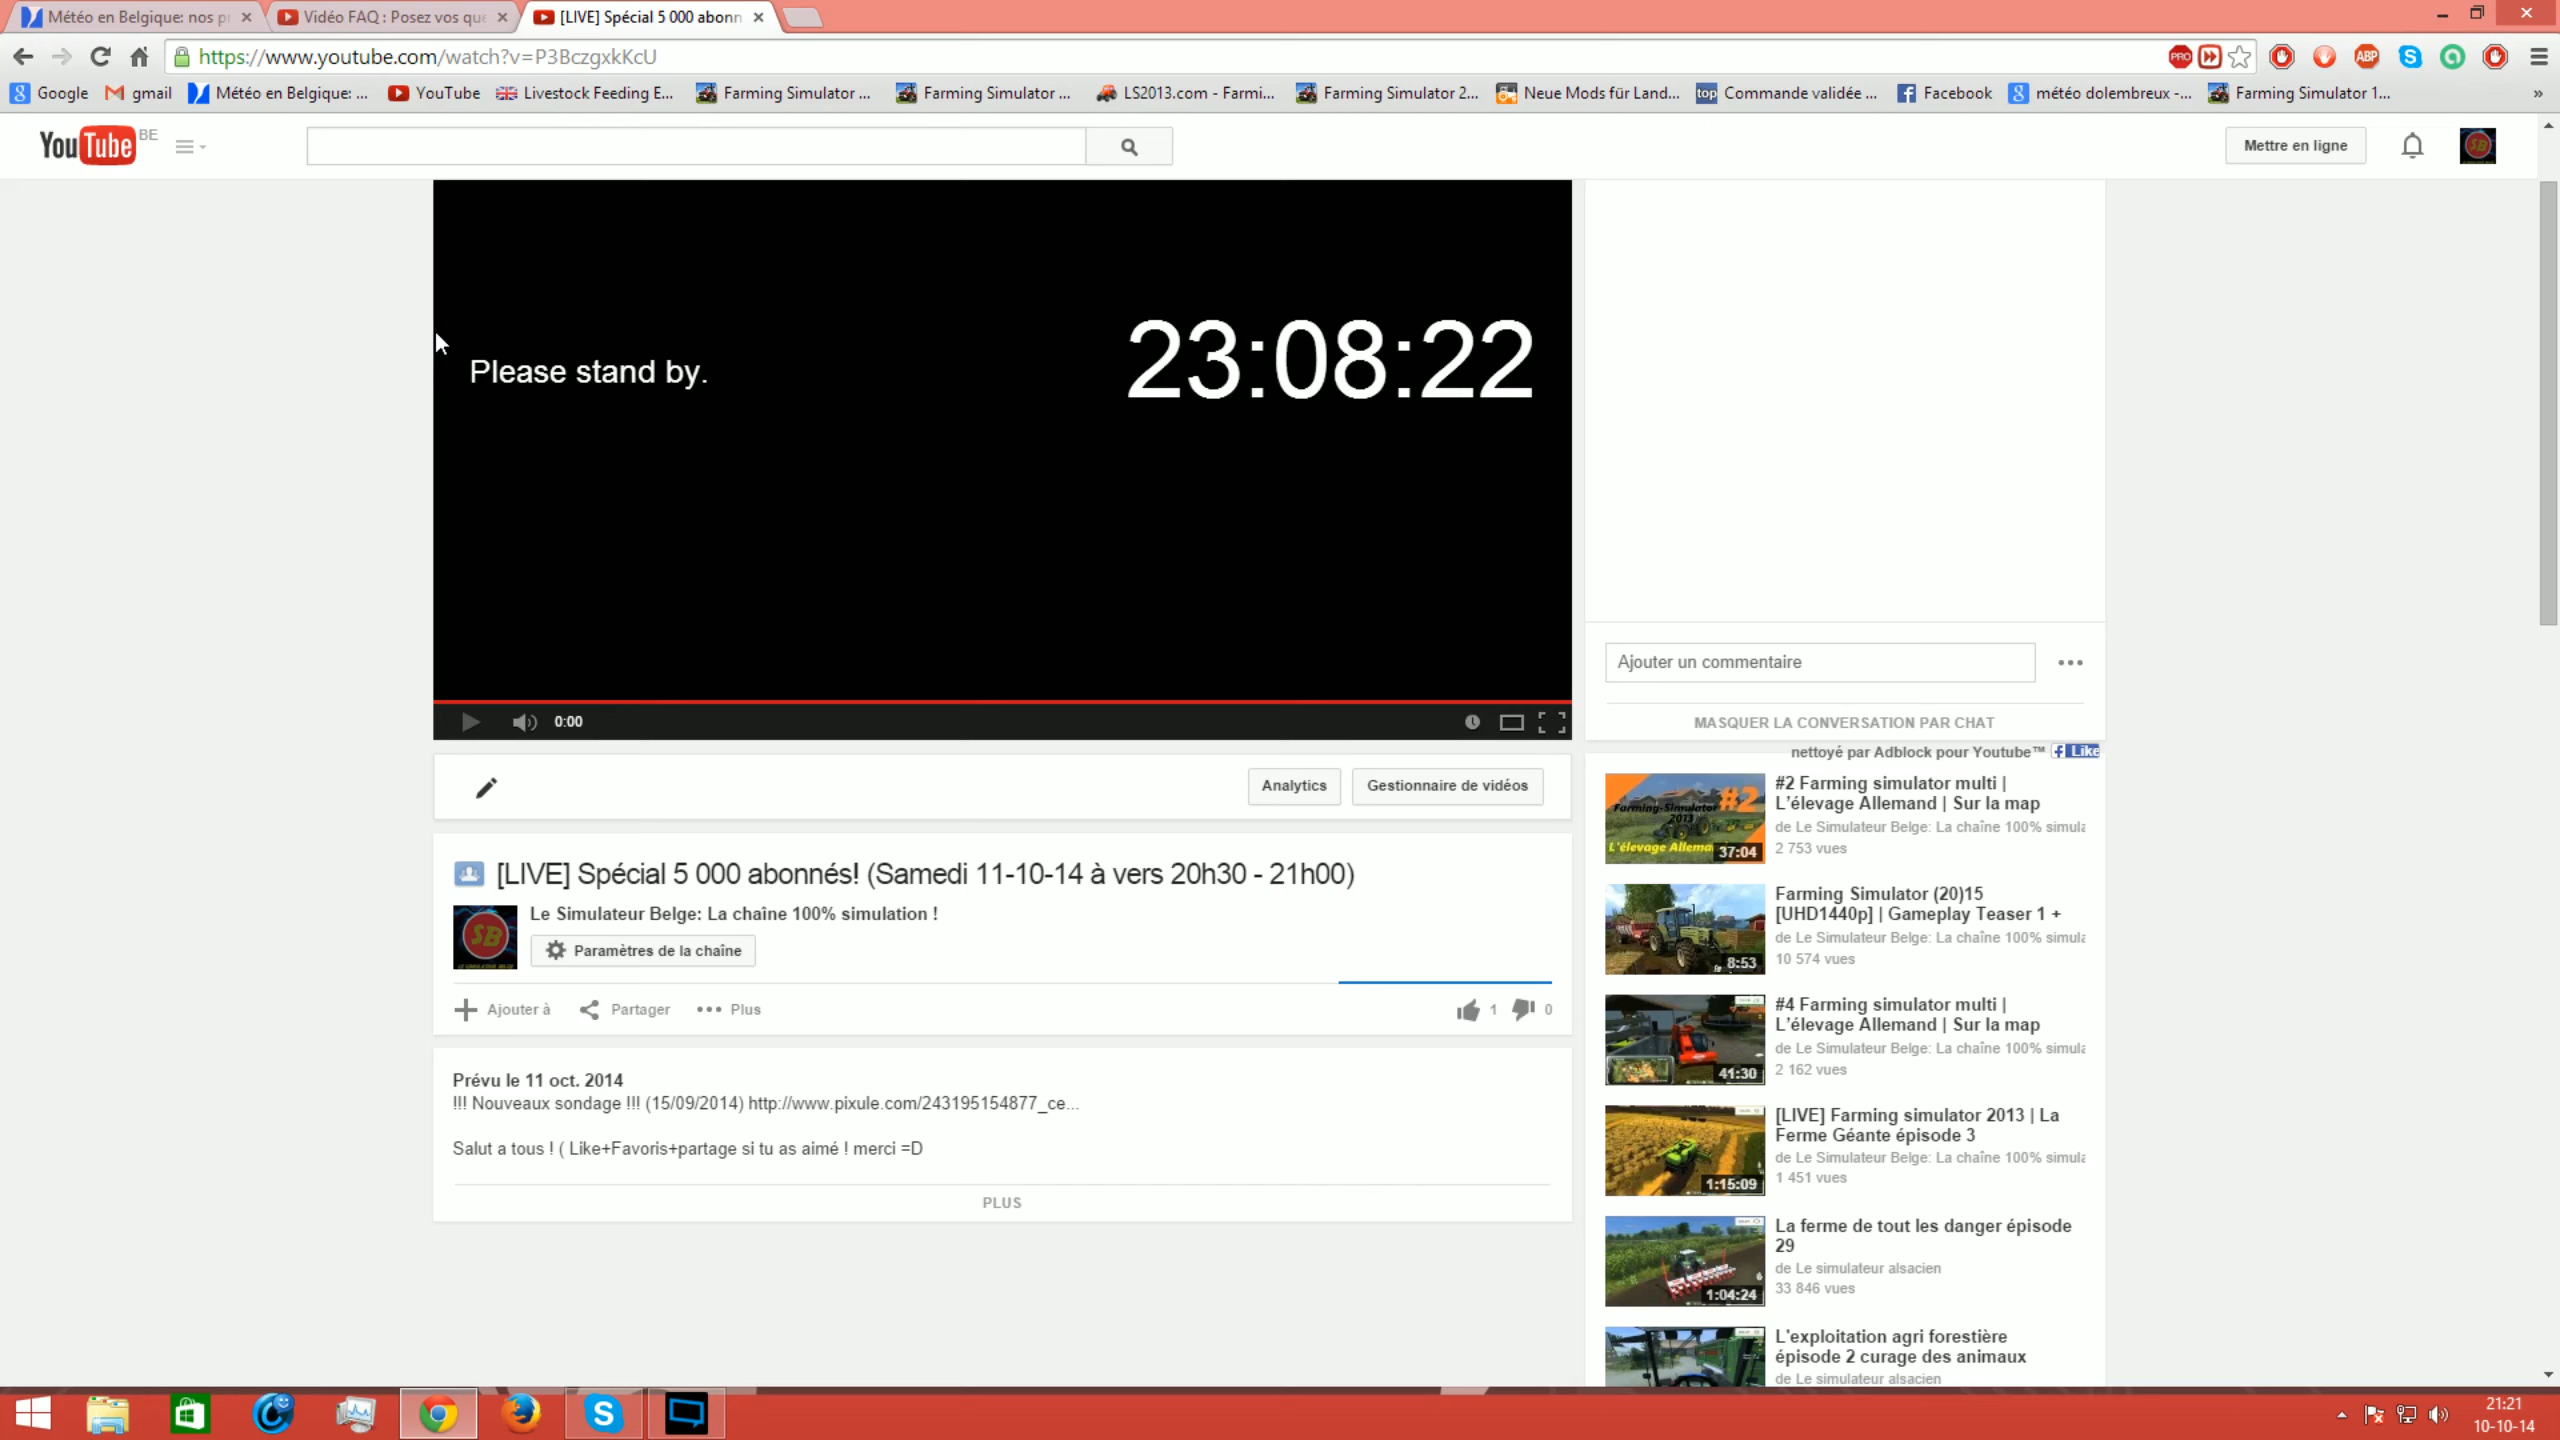 Météo en Belgique: nos pr
Vidéo FAQ : Posez vos que
[LIVE] Spécial 5 000 abonn
https://www.youtube.com/watch?v=P3BczgxkKcU
Google
gmail
Météo en Belgique: ...
YouTube
Livestock Feeding E...
Farming Simulator ...
Farming Simulator ...
LS2013.com - Farmi...
Farming Simulator 2...
Neue Mods für Land...
top Commande validée ...
Facebook
météo dolembreux -...
Farming Simulator 1...
YouTube BE
Mettre en ligne
Please stand by.
23:08:22
0:00
Ajouter un commentaire
MASQUER LA CONVERSATION PAR CHAT
nettoyé par Adblock pour Youtube™ Like
Analytics
Gestionnaire de vidéos
[LIVE] Spécial 5 000 abonnés! (Samedi 11-10-14 à vers 20h30 - 21h00)
Le Simulateur Belge: La chaîne 100% simulation !
SB
Paramètres de la chaîne
Ajouter à
Partager
Plus
1
0
Prévu le 11 oct. 2014
!!! Nouveaux sondage !!! (15/09/2014) http://www.pixule.com/243195154877_ce...
Salut a tous ! ( Like+Favoris+partage si tu as aimé ! merci =D
PLUS
Farming-Simulator
2013
#2
L'élevage Allema
37:04
#2 Farming simulator multi |
L'élevage Allemand | Sur la map
de Le Simulateur Belge: La chaîne 100% simula
2 753 vues
8:53
Farming Simulator (20)15
[UHD1440p] | Gameplay Teaser 1 +
de Le Simulateur Belge: La chaîne 100% simula
10 574 vues
41:30
#4 Farming simulator multi |
L'élevage Allemand | Sur la map
de Le Simulateur Belge: La chaîne 100% simula
2 162 vues
1:15:09
[LIVE] Farming simulator 2013 | La
Ferme Géante épisode 3
de Le Simulateur Belge: La chaîne 100% simula
1 451 vues
1:04:24
La ferme de tout les danger épisode
29
de Le simulateur alsacien
33 846 vues
L'exploitation agri forestière
épisode 2 curage des animaux
de Le simulateur alsacien
21:21
10-10-14